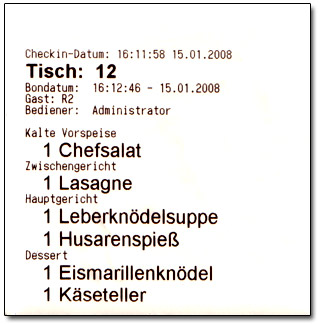 Checkin-Datum: 16:11:58 15.01.2008
Tisch: 12
Bondatum: 16:12:46 - 15.01.2008
Gast: R2
Bediener: Administrator
Kalte Vorspeise
1 Chefsalat
Zwischengericht
1 Lasagne
Hauptgericht
1 Leberknödelsuppe
1 Husarenspieß
Dessert
1 Eismarillenknödel
1 Käseteller